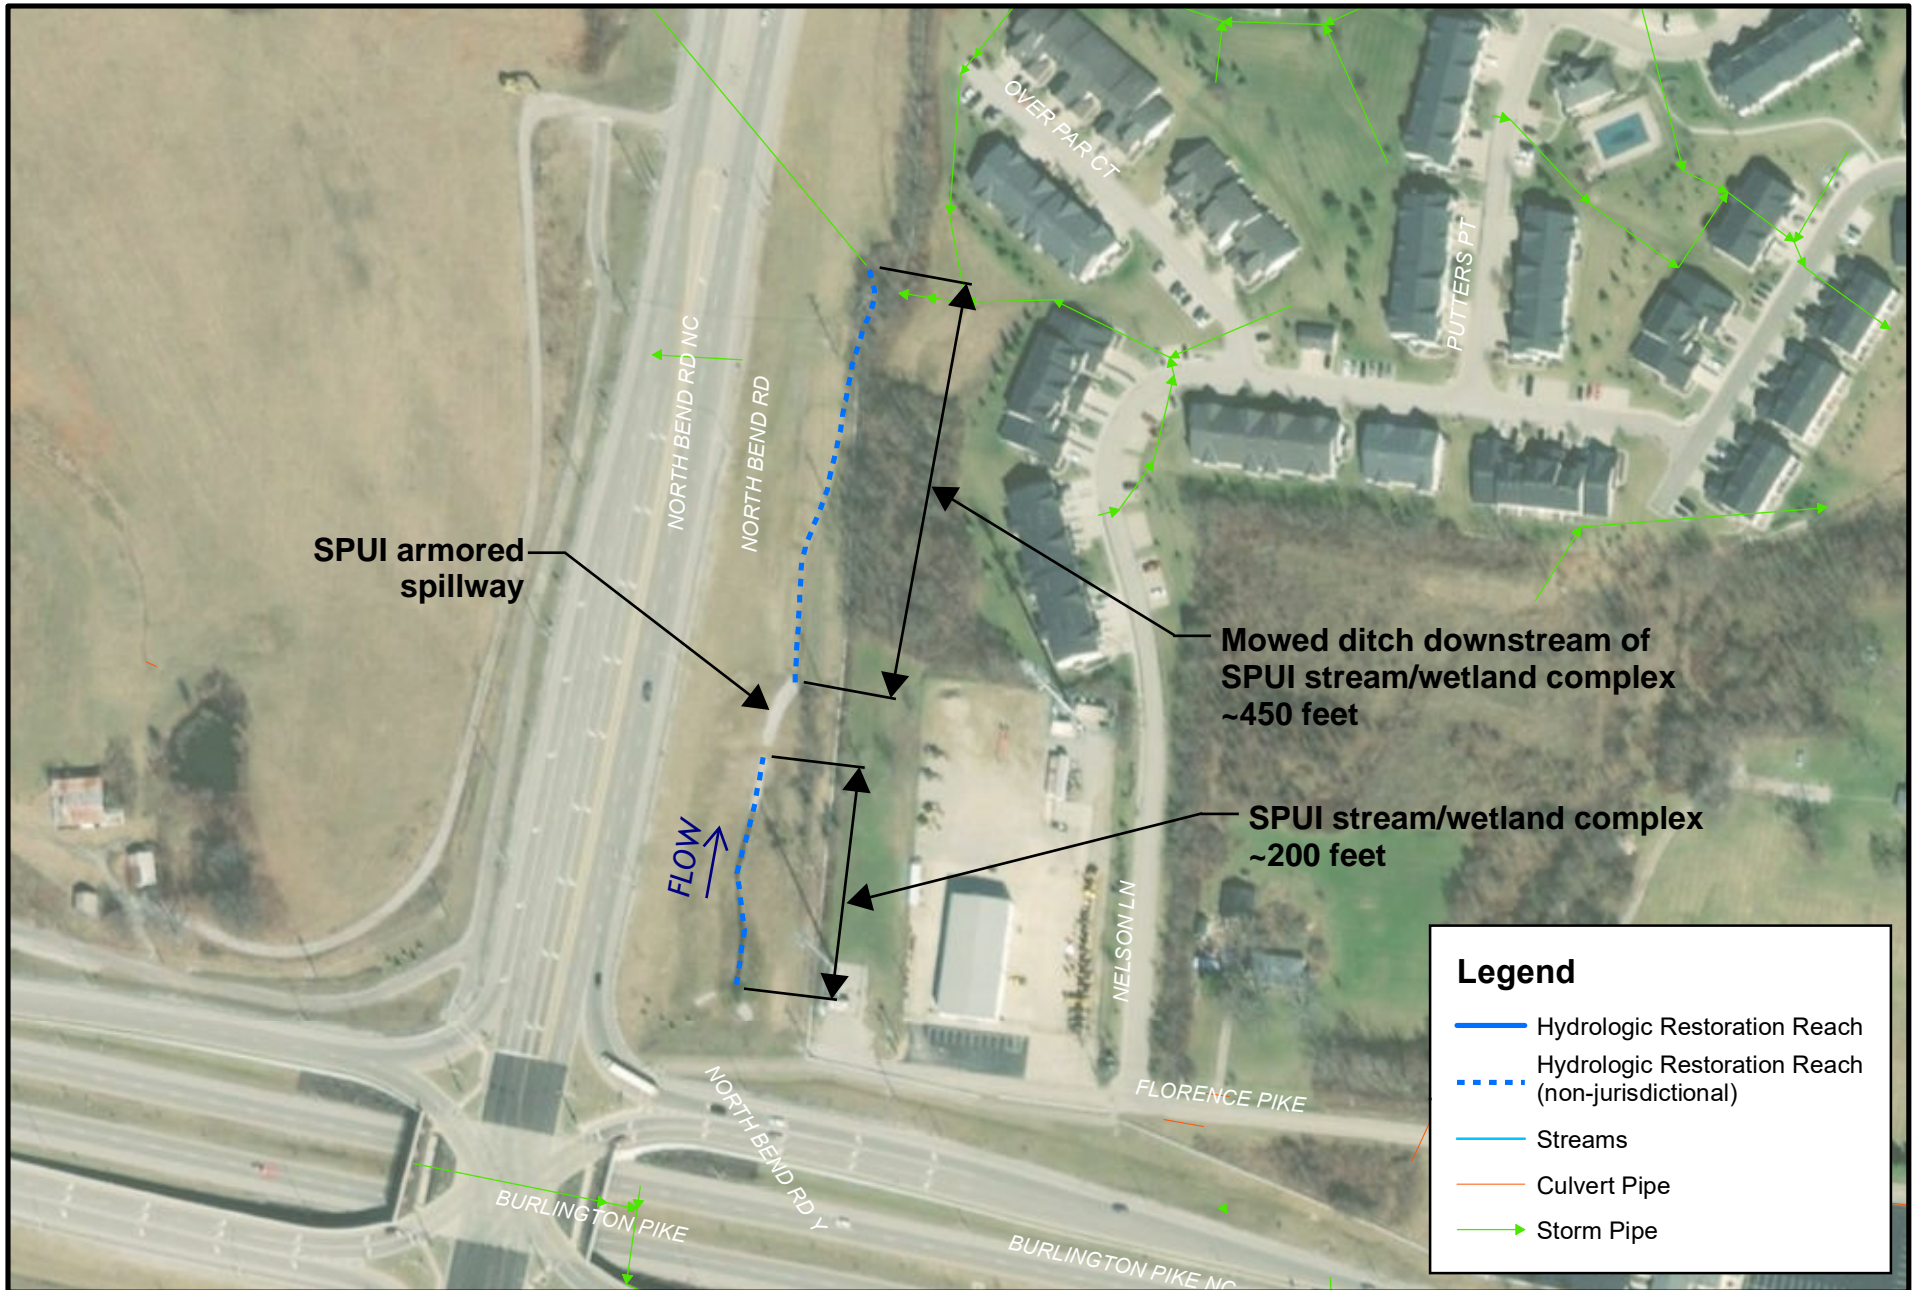 OVER PAR CT
PUTTERS PT
NORTH BEND RD NC
NORTH BEND RD
SPUI armored
spillway
Mowed ditch downstream of
SPUI stream/wetland complex
~450 feet
SPUI stream/wetland complex
~200 feet
FLOW
NELSON LN
FLORENCE PIKE
NORTH BEND RD Y
BURLINGTON PIKE
BURLINGTON PIKE NC
Legend
Hydrologic Restoration Reach
Hydrologic Restoration Reach
(non-jurisdictional)
Streams
Culvert Pipe
Storm Pipe